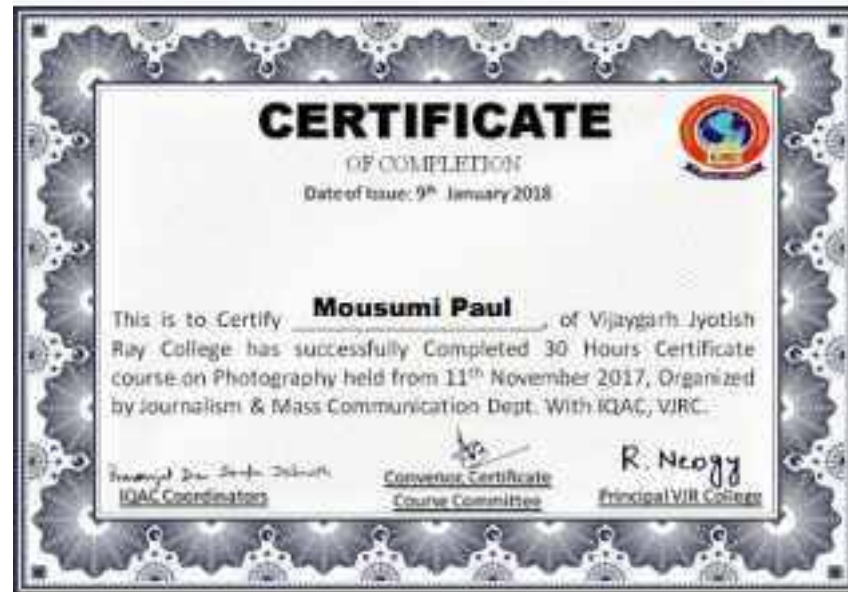 CERTIFICATE
OF COMPLETION
Date of Issue: 9th January 2018
This is to Certify Mousumi Paul, of Vijaygarh Jyotish
Ray College has successfully Completed 30 Hours Certificate
course on Photography held from 11th November 2017, Organized
by Journalism & Mass Communication Dept. With IQAC, VJRC.
R. Neogy
IQAC Coordinators
Convenor Certificate
Course Committee
Principal VJR College